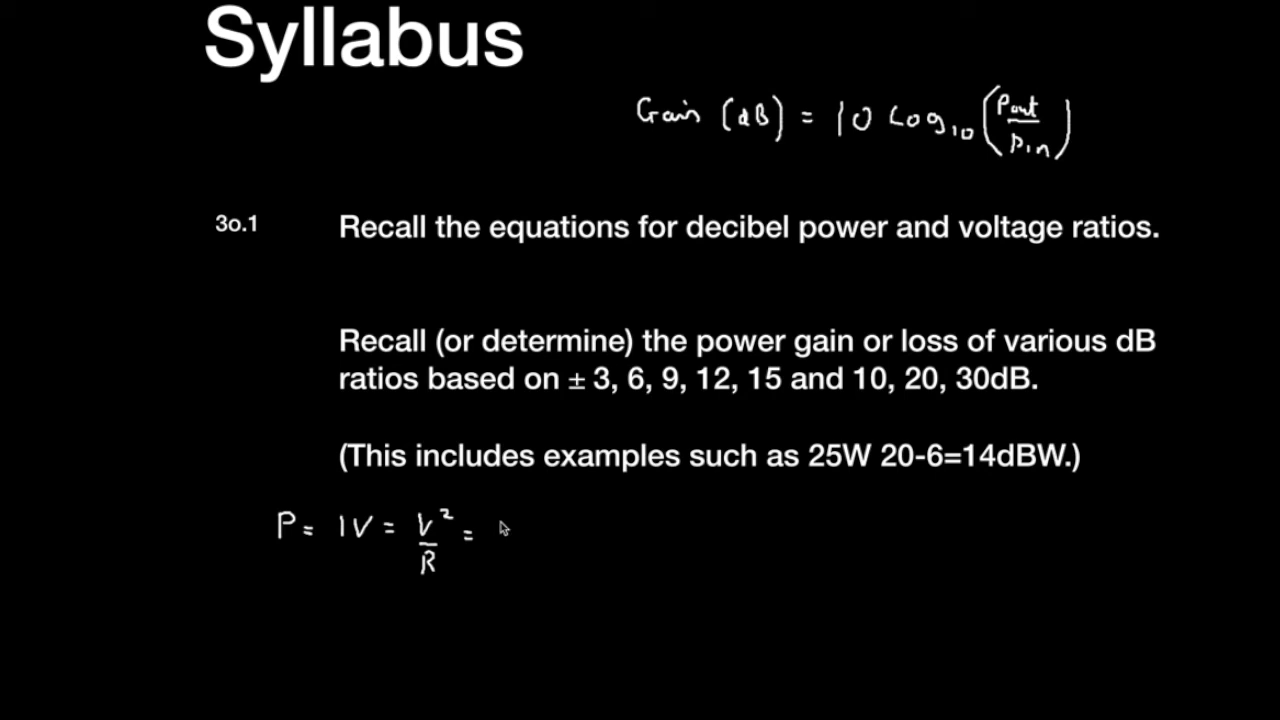 Syllabus
Gain (dB) = 10 Log10 (Pout/Pin)
3o.1 Recall the equations for decibel power and voltage ratios.
Recall (or determine) the power gain or loss of various dB
ratios based on ± 3, 6, 9, 12, 15 and 10, 20, 30dB.
(This includes examples such as 25W 20-6=14dBW.)
P = IV = V²/R =